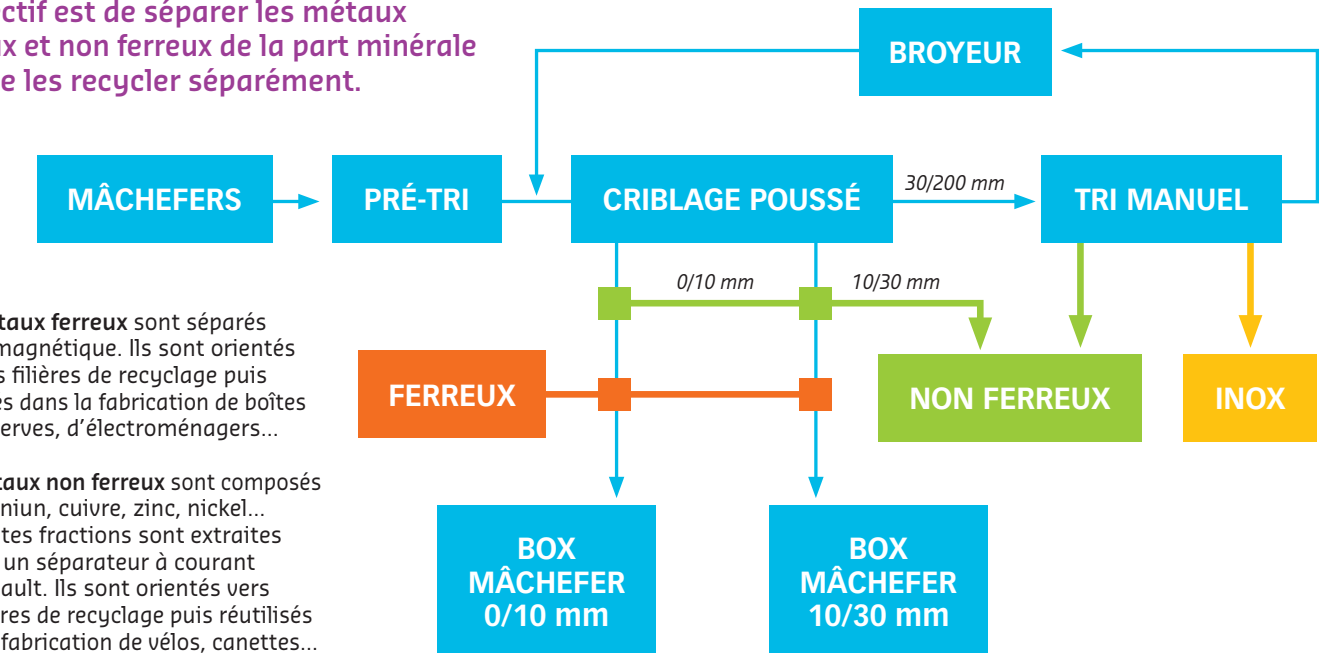 ctif est de séparer les métaux
x et non ferreux de la part minérale
e les recycler séparément.
BROYEUR
MÂCHEFERS
PRÉ-TRI
CRIBLAGE POUSSÉ
30/200 mm
TRI MANUEL
0/10 mm
10/30 mm
taux ferreux sont séparés
magnétique. Ils sont orientés
s filières de recyclage puis
es dans la fabrication de boîtes
erves, d'électroménagers...
FERREUX
NON FERREUX
INOX
taux non ferreux sont composés
niun, cuivre, zinc, nickel...
tes fractions sont extraites
un séparateur à courant
ault. Ils sont orientés vers
res de recyclage puis réutilisés
fabrication de vélos, canettes...
BOX
MÂCHEFER
0/10 mm
BOX
MÂCHEFER
10/30 mm